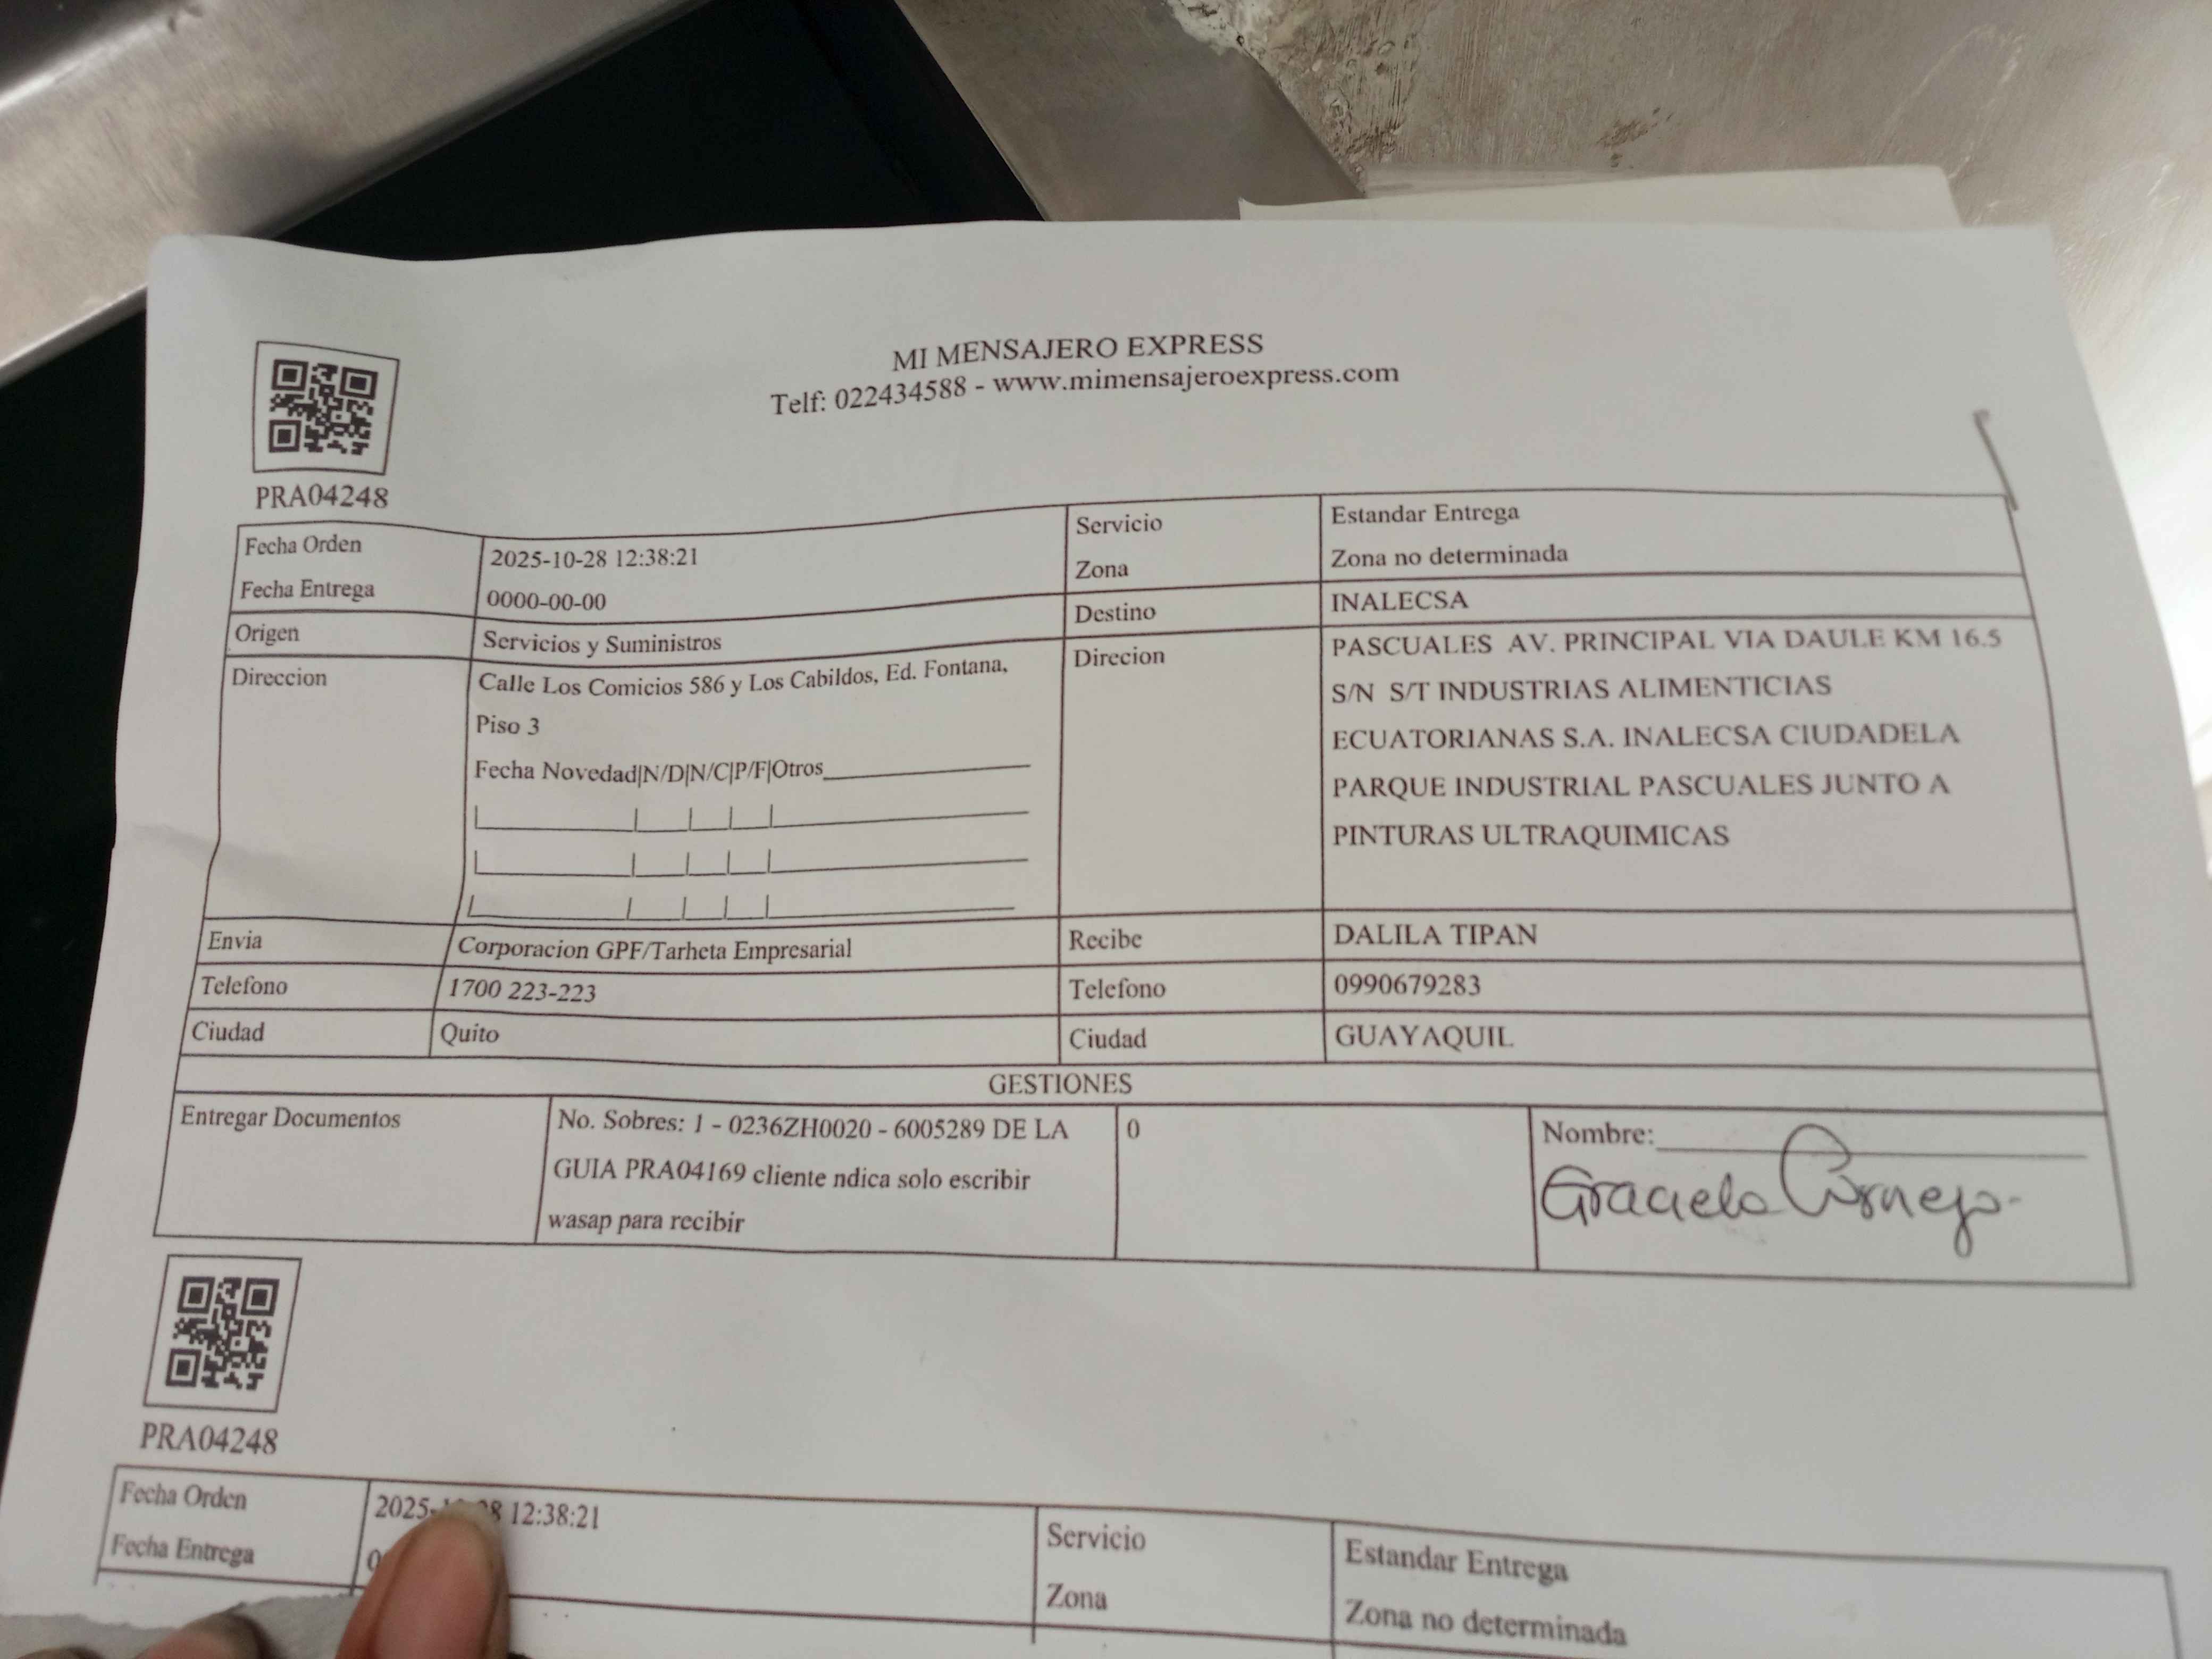 MI MENSAJERO EXPRESS
Telf: 022434588 - www.mimensajeroexpress.com
PRA04248
Fecha Orden 2025-10-28 12:38:21 Servicio Estandar Entrega
Fecha Entrega 0000-00-00 Zona Zona no determinada
Origen Servicios y Suministros Destino INALECSA
Direccion Calle Los Comicios 586 y Los Cabildos, Ed. Fontana, Direcion PASCUALES AV. PRINCIPAL VIA DAULE KM 16.5
Piso 3 S/N S/T INDUSTRIAS ALIMENTICIAS
Fecha Novedad|N/D|N/C|P/F|Otros ECUATORIANAS S.A. INALECSA CIUDADELA
PARQUE INDUSTRIAL PASCUALES JUNTO A
PINTURAS ULTRAQUIMICAS
Envia Corporacion GPF/Tarheta Empresarial Recibe DALILA TIPAN
Telefono 1700 223-223 Telefono 0990679283
Ciudad Quito Ciudad GUAYAQUIL
GESTIONES
Entregar Documentos No. Sobres: 1 - 0236ZH0020 - 6005289 DE LA 0 Nombre:
GUIA PRA04169 cliente ndica solo escribir Graciela Cornejo
wasap para recibir
PRA04248
Fecha Orden 2025- 12:38:21 Servicio Estandar Entrega
Fecha Entrega Zona Zona no determinada